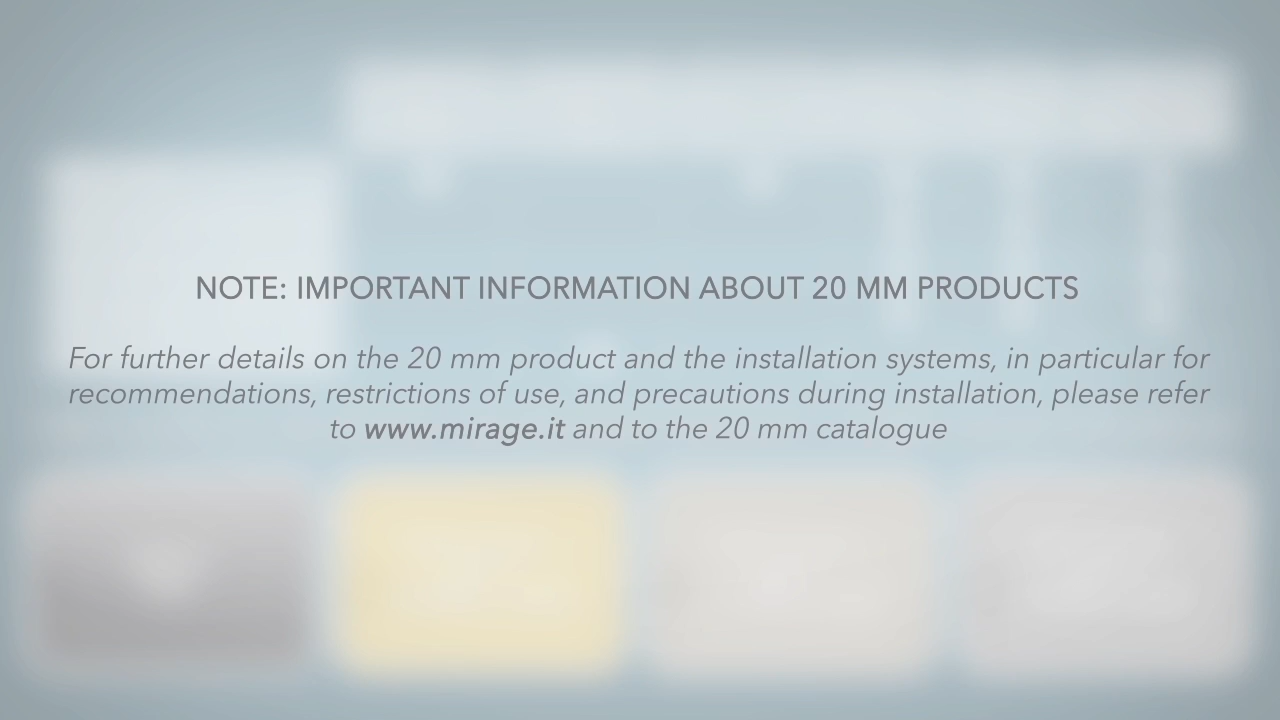 NOTE: IMPORTANT INFORMATION ABOUT 20 MM PRODUCTS
For further details on the 20 mm product and the installation systems, in particular for
recommendations, restrictions of use, and precautions during installation, please refer
to www.mirage.it and to the 20 mm catalogue